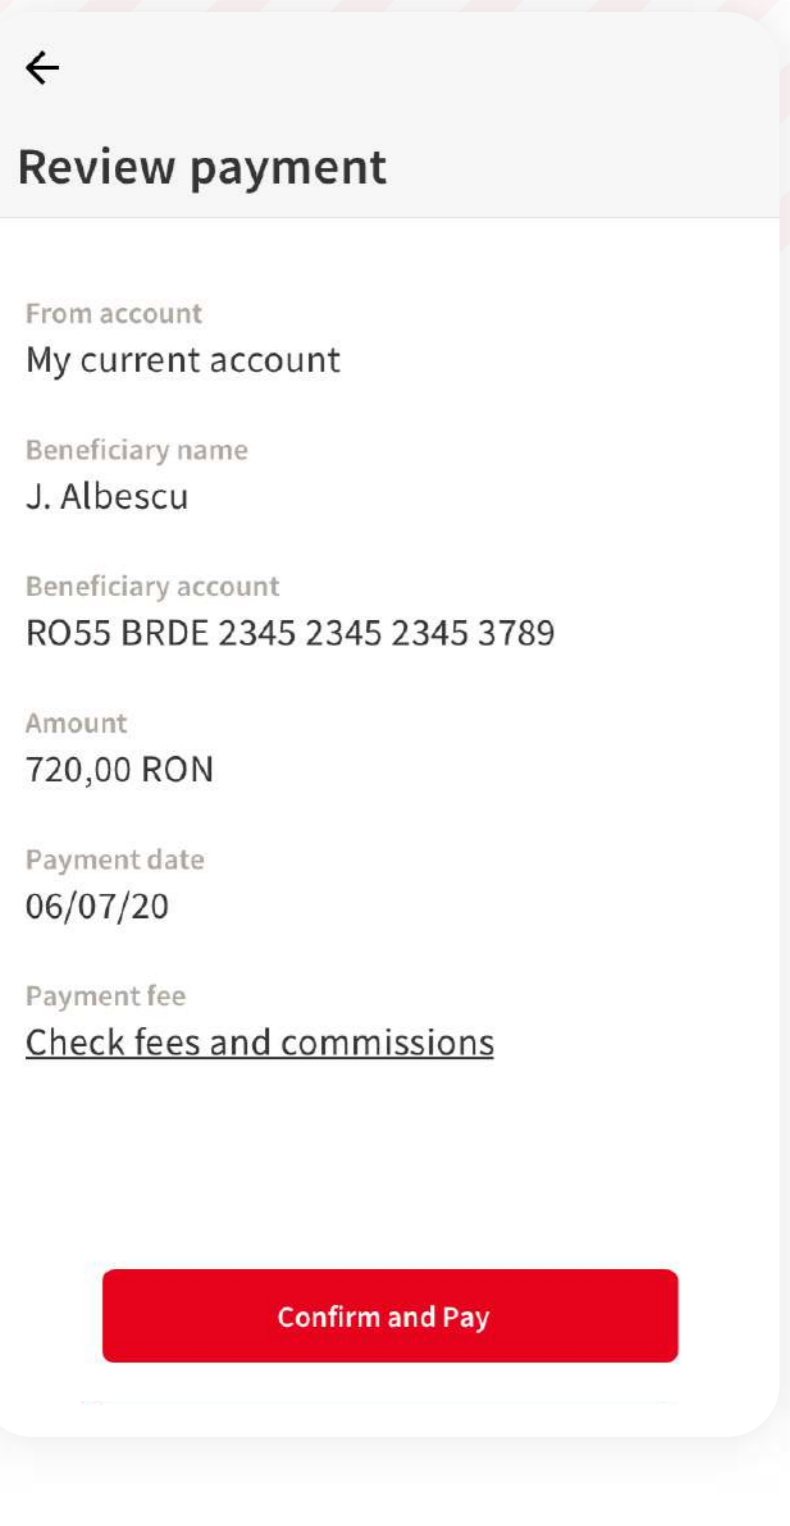 Review payment
From account
My current account
Beneficiary name
J. Albescu
Beneficiary account
RO55 BRDE 2345 2345 2345 3789
Amount
720,00 RON
Payment date
06/07/20
Payment fee
Check fees and commissions
Confirm and Pay